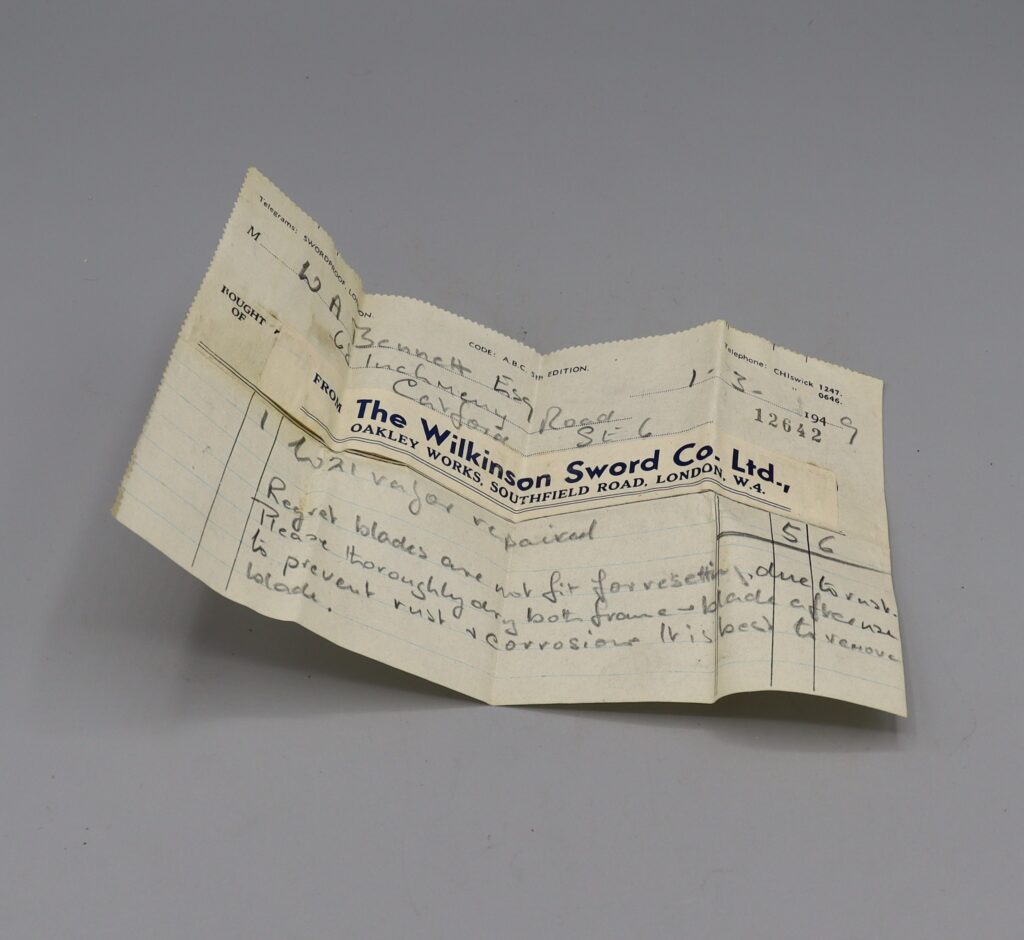 Telegrams: SWORDPROOF, LONDON.
CODE: A.B.C. 5TH EDITION.
Telephone: CHIswick 1247.
" 0646.
M W A Bennett Esq
1-3- 1949
Road
12642
SE 6
BOUGHT OF
FROM The Wilkinson Sword Co. Ltd.,
OAKLEY WORKS, SOUTHFIELD ROAD, LONDON, W.4.
1 razor repaired 5 6
Regret blades are not fit for resetting, due to rust.
Please thoroughly dry both frame + blade after use
to prevent rust + corrosion. It is best to remove
blade.